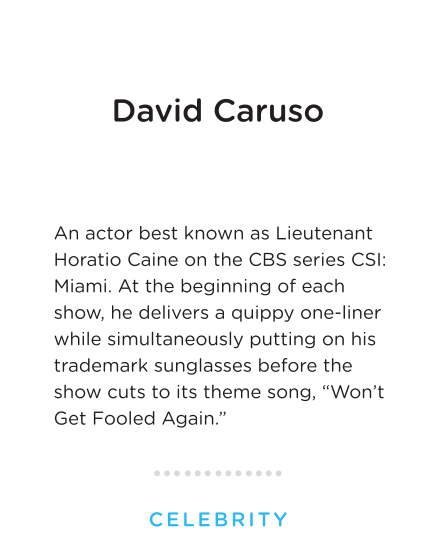 David Caruso
An actor best known as Lieutenant
Horatio Caine on the CBS series CSI:
Miami. At the beginning of each
show, he delivers a quippy one-liner
while simultaneously putting on his
trademark sunglasses before the
show cuts to its theme song, “Won’t
Get Fooled Again.”
CELEBRITY